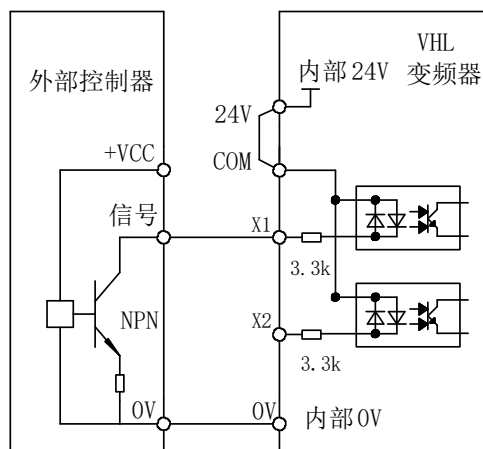 外部控制器
+VCC
信号
NPN
0V
VHL
变频器
内部24V
24V
COM
X1
3.3k
X2
3.3k
0V
内部0V